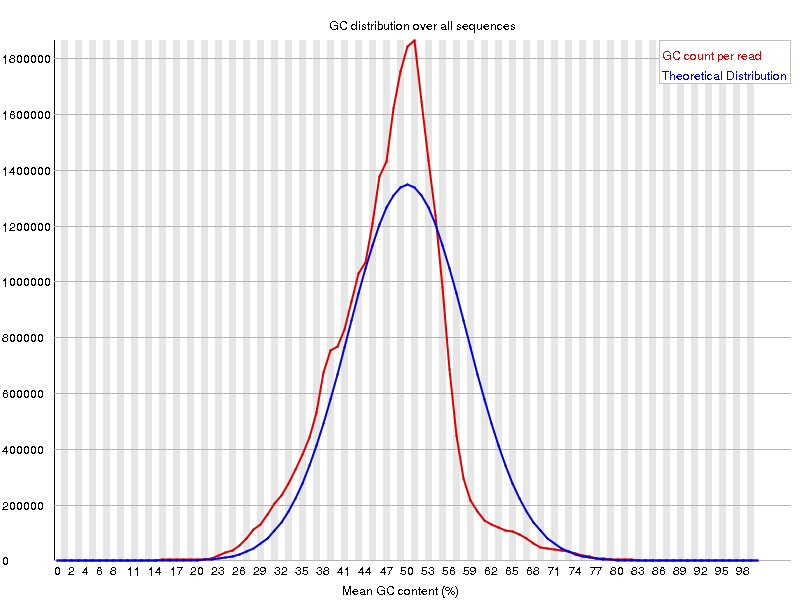 GC distribution over all sequences
GC count per read
Theoretical Distribution
1800000
1600000
1400000
1200000
1000000
800000
600000
400000
200000
0
0 2 4 6 8 11 14 17 20 23 26 29 32 35 38 41 44 47 50 53 56 59 62 65 68 71 74 77 80 83 86 89 92 95 98
Mean GC content (%)